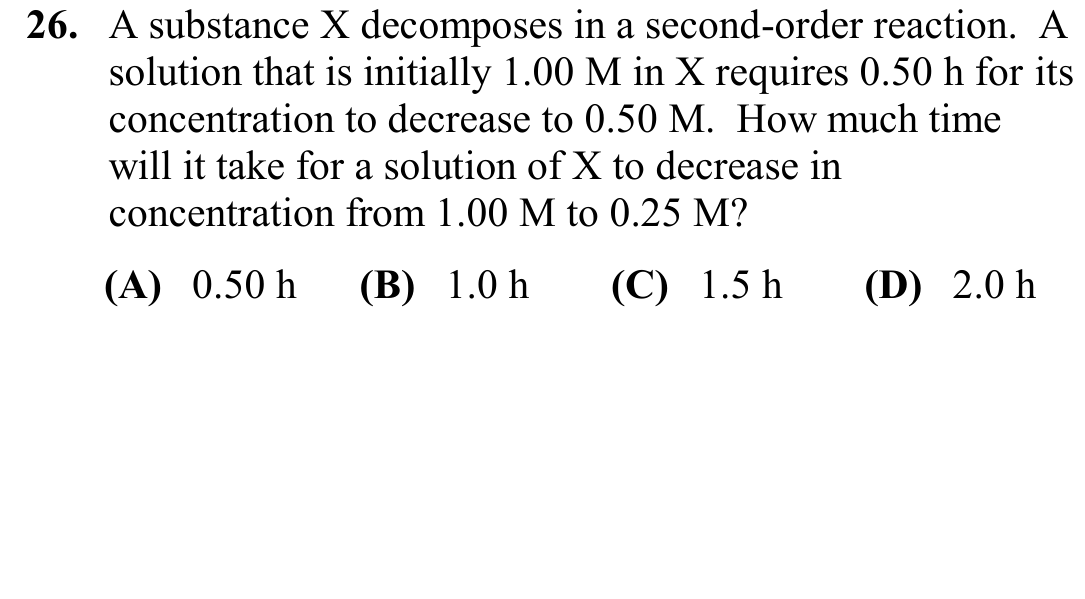 26. A substance X decomposes in a second-order reaction. A
solution that is initially 1.00 M in X requires 0.50 h for its
concentration to decrease to 0.50 M. How much time
will it take for a solution of X to decrease in
concentration from 1.00 M to 0.25 M?
(A) 0.50 h (B) 1.0 h (C) 1.5 h (D) 2.0 h